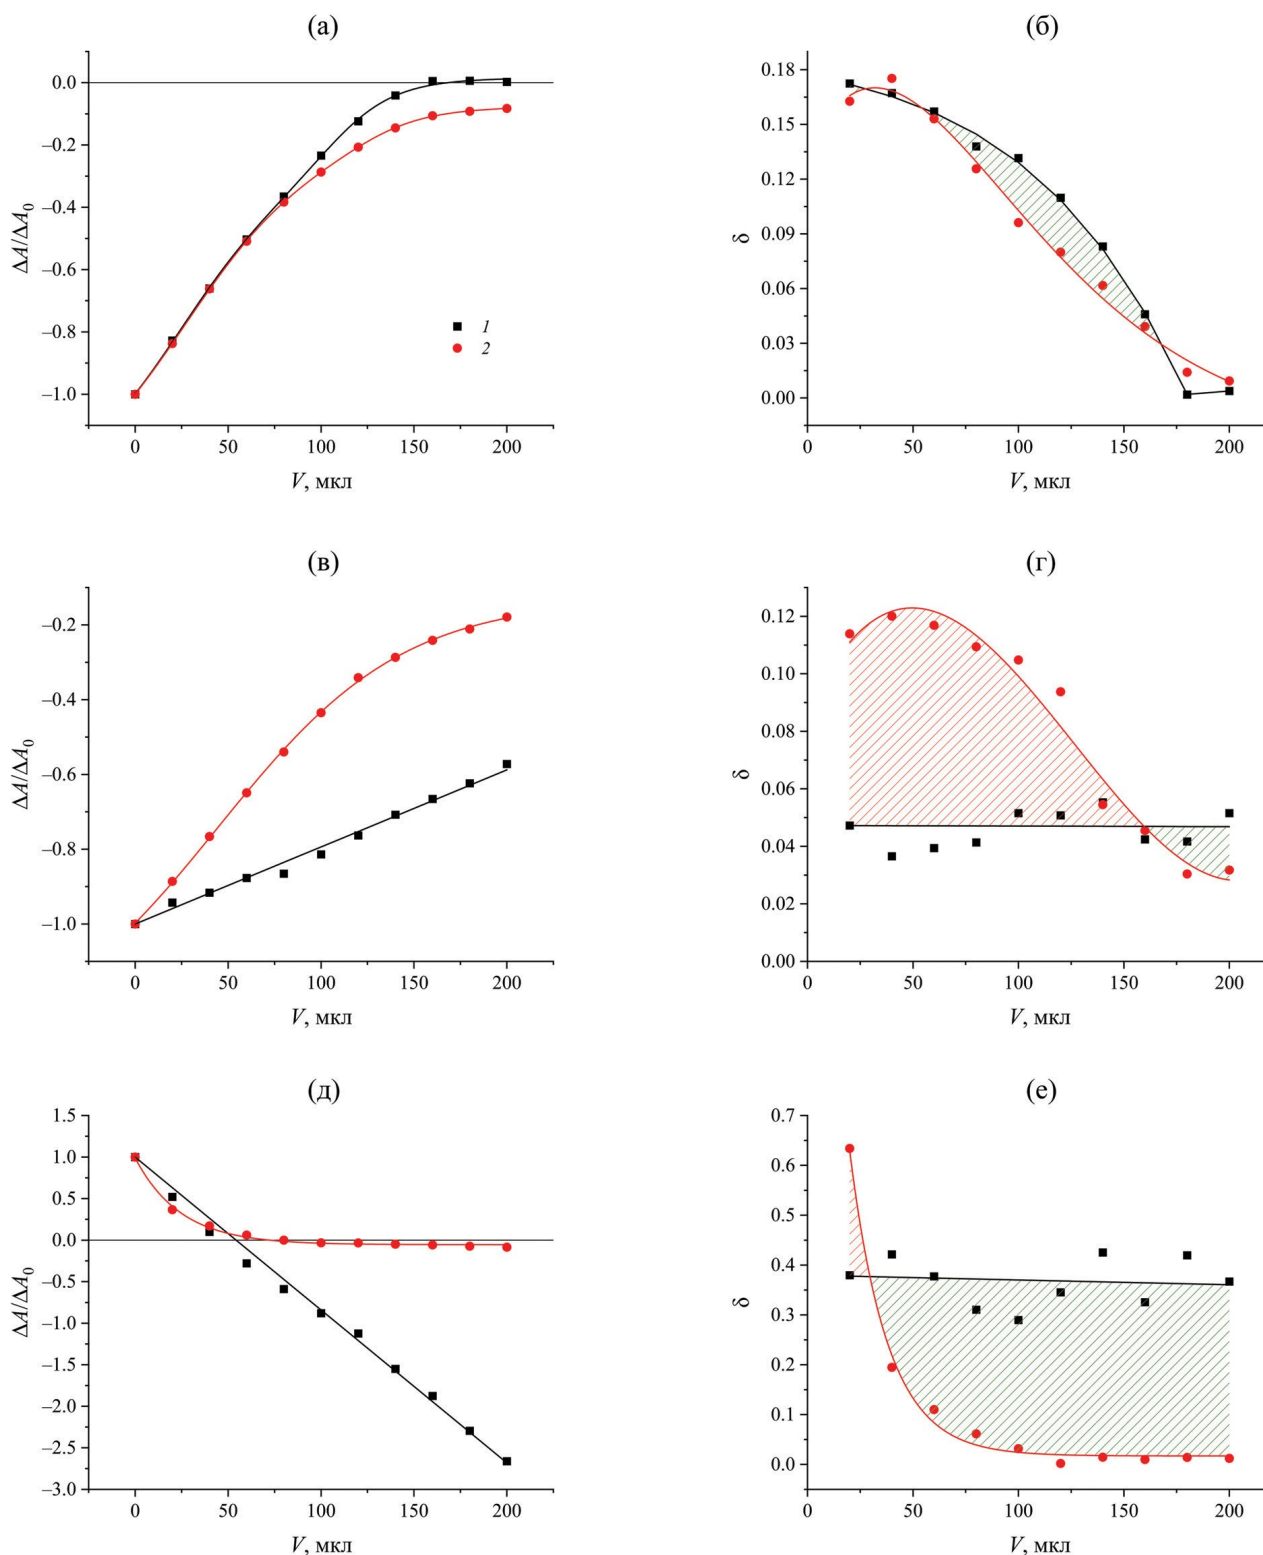 (а)
0.0
–0.2
–0.4
–0.6
–0.8
–1.0
ΔA/ΔA₀
1
2
0 50 100 150 200
V, мкл
(б)
0.18
0.15
0.12
0.09
0.06
0.03
0.00
δ
0 50 100 150 200
V, мкл
(в)
–0.2
–0.4
–0.6
–0.8
–1.0
ΔA/ΔA₀
0 50 100 150 200
V, мкл
(г)
0.12
0.10
0.08
0.06
0.04
0.02
0.00
δ
0 50 100 150 200
V, мкл
(д)
1.5
1.0
0.5
0.0
–0.5
–1.0
–1.5
–2.0
–2.5
–3.0
ΔA/ΔA₀
0 50 100 150 200
V, мкл
(е)
0.7
0.6
0.5
0.4
0.3
0.2
0.1
0.0
δ
0 50 100 150 200
V, мкл